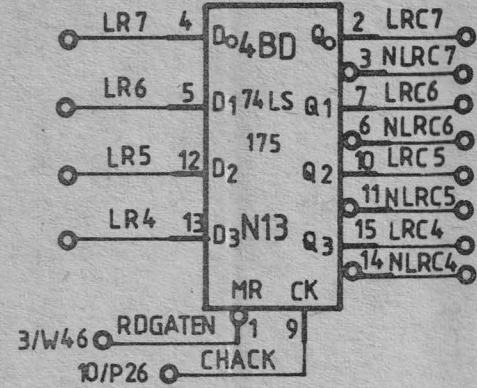 LR7 4 D0 4BD Q0 2 LRC7
3 NLRC7
LR6 5 D1 74LS Q1 7 LRC6
175 6 NLRC6
LR5 12 D2 Q2 10 LRC5
11 NLRC5
LR4 13 D3 N13 Q3 15 LRC4
14 NLRC4
MR CK
3/W46 RDGATEN 1 9
10/P26 CHACK